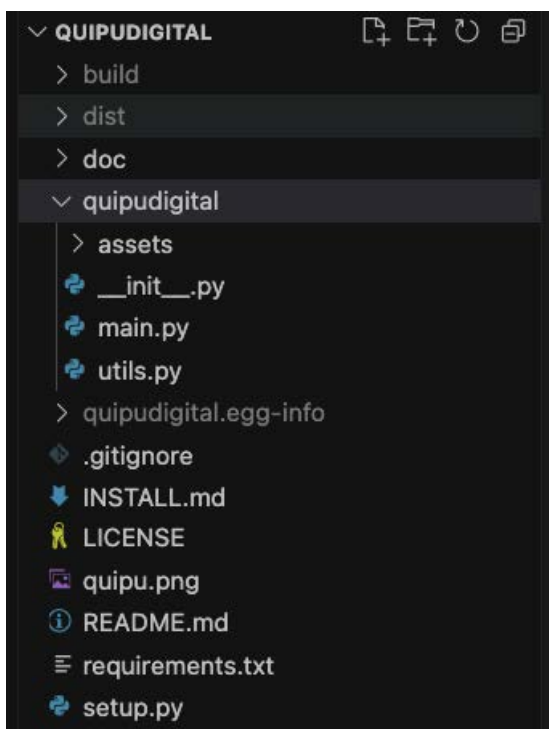 QUIPUDIGITAL
build
dist
doc
quipudigital
assets
__init__.py
main.py
utils.py
quipudigital.egg-info
.gitignore
INSTALL.md
LICENSE
quipu.png
README.md
requirements.txt
setup.py